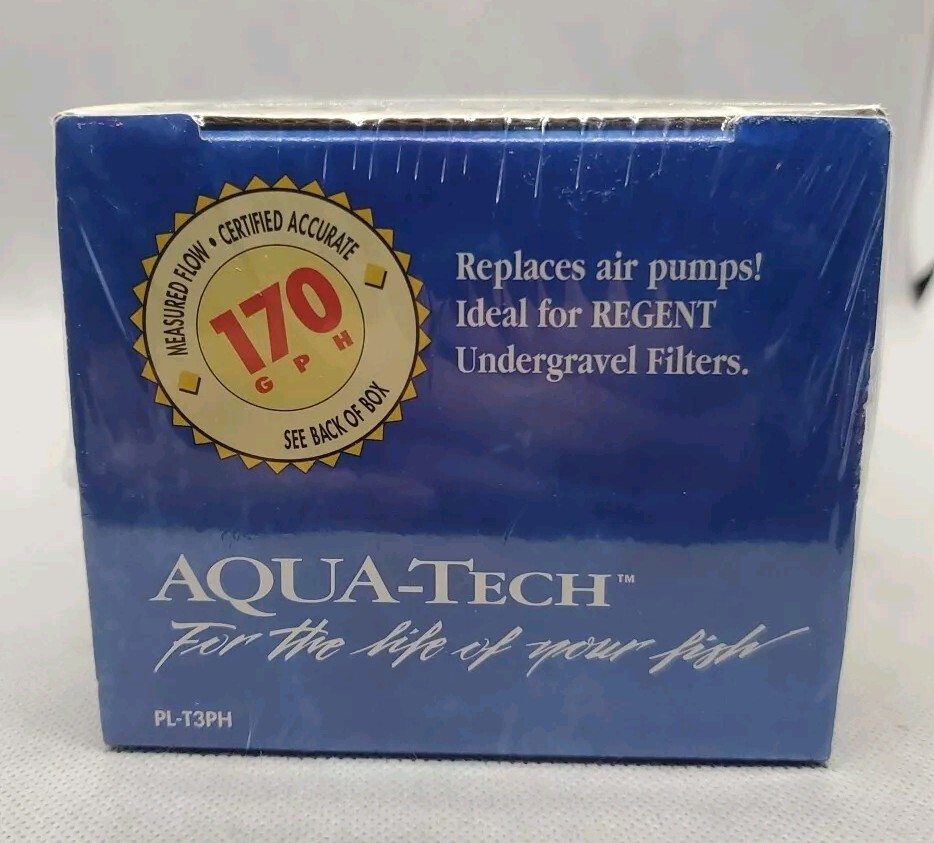 MEASURED FLOW • CERTIFIED ACCURATE
170
GPH
SEE BACK OF BOX
Replaces air pumps!
Ideal for REGENT
Undergravel Filters.
AQUA-TECH™
For the life of your fish
PL-T3PH